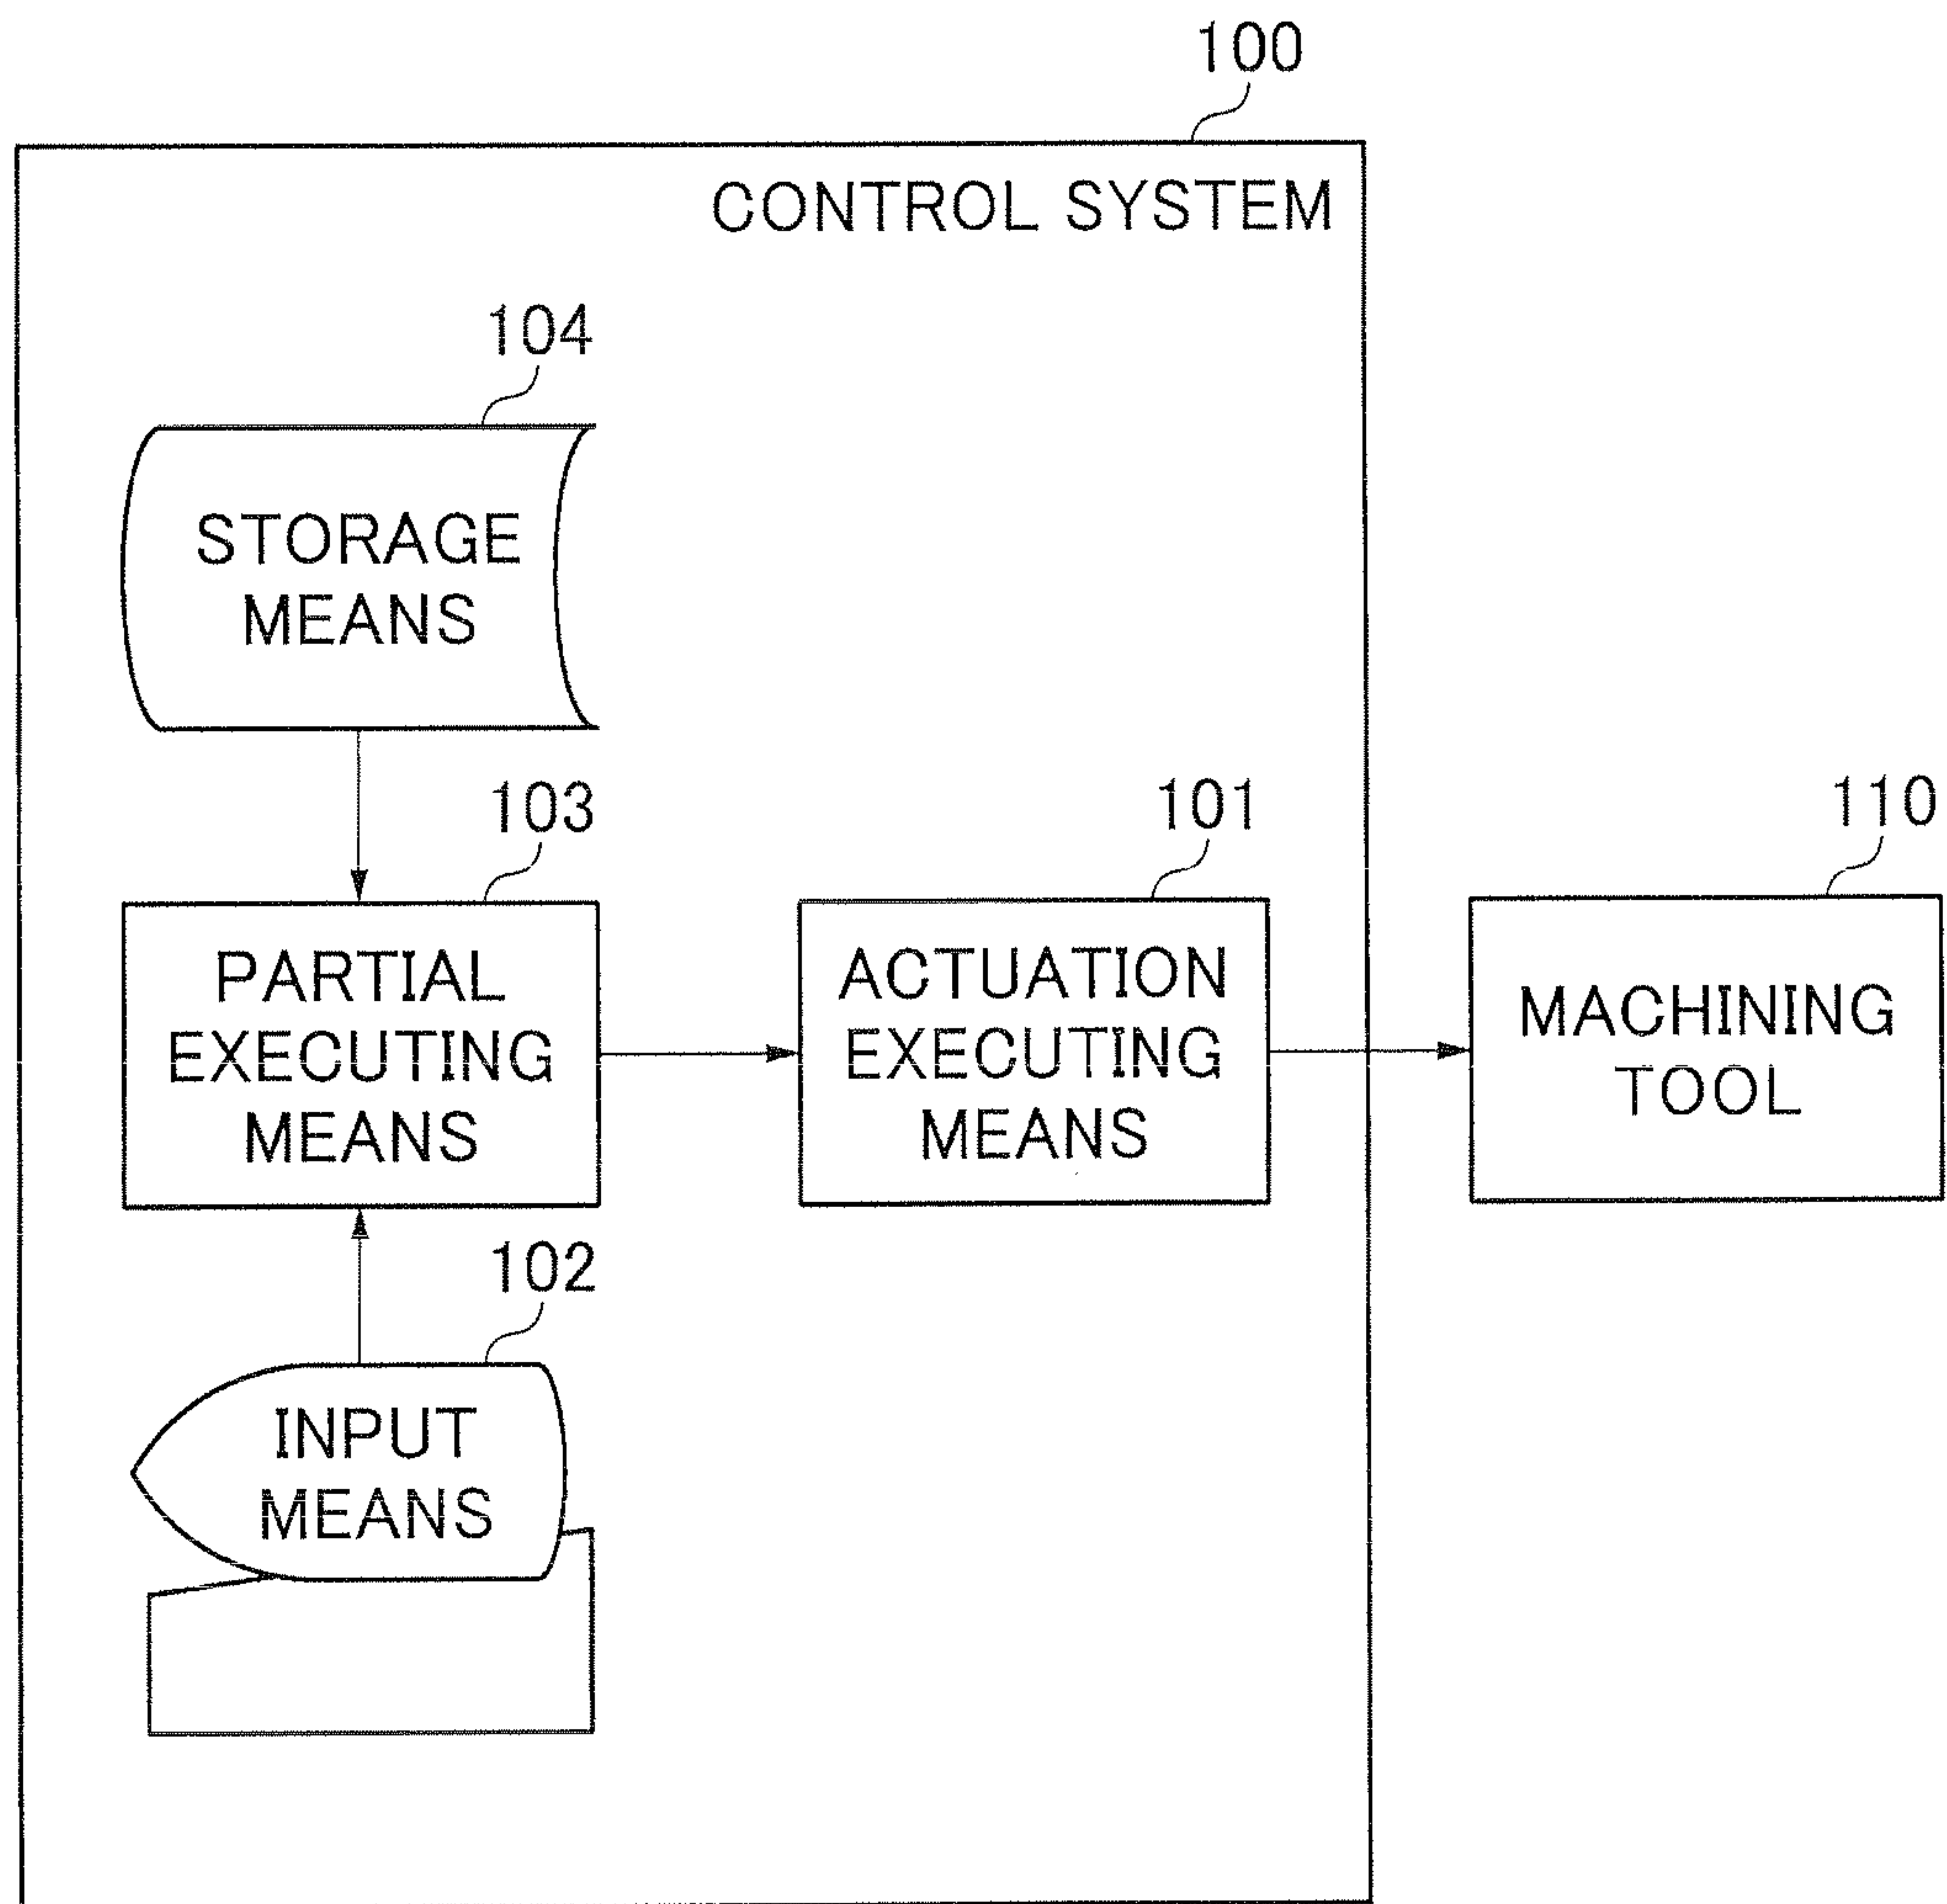 100
CONTROL SYSTEM
104
STORAGE
MEANS
103
PARTIAL
EXECUTING
MEANS
101
ACTUATION
EXECUTING
MEANS
110
MACHINING
TOOL
102
INPUT
MEANS